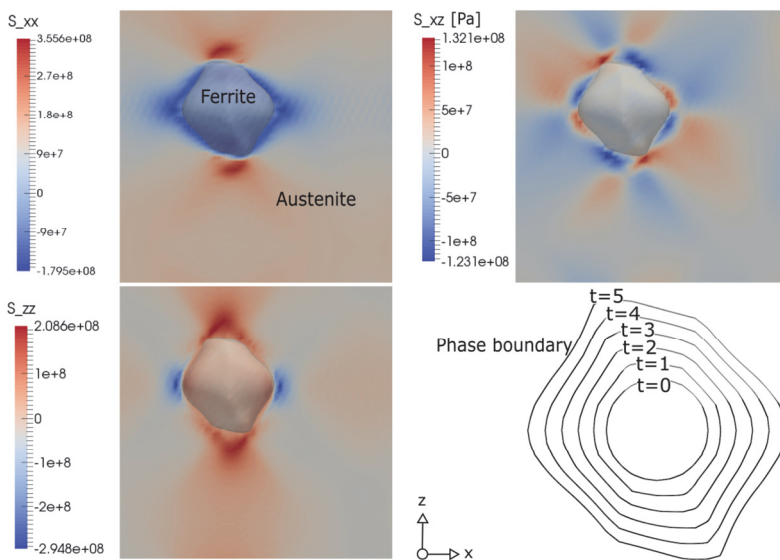 S_xx
3.556e+08
2.7e+8
1.8e+8
9e+7
0
-9e+7
-1.795e+08
Ferrite
Austenite
S_xz [Pa]
1.321e+08
1e+8
5e+7
0
-5e+7
-1e+8
-1.231e+08
S_zz
2.086e+08
1e+8
0
-1e+8
-2e+8
-2.948e+08
Phase boundary
t=5
t=4
t=3
t=2
t=1
t=0
z
x